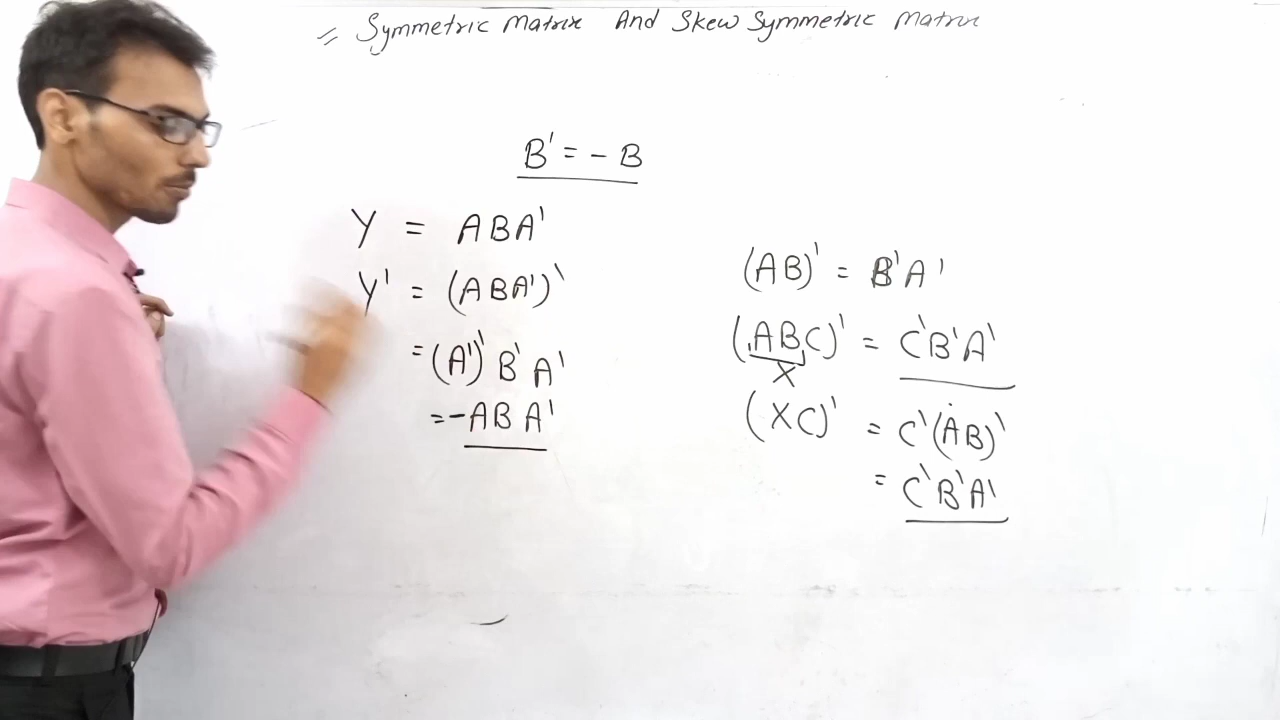 = Symmetric Matrix And Skew Symmetric Matrix
B' = - B
Y = ABA'
Y' = (ABA')'
= (A')' B' A'
= -ABA'
(AB)' = B'A'
(ABC)' = C'B'A'
X
(XC)' = C'(AB)'
= C'B'A'